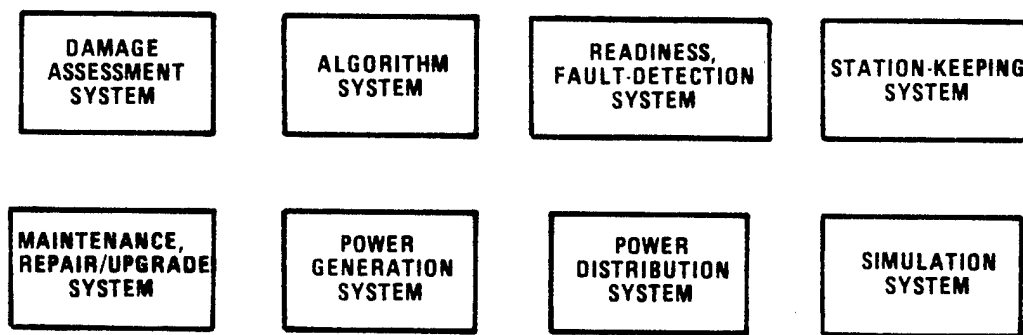 DAMAGE
ASSESSMENT
SYSTEM
ALGORITHM
SYSTEM
READINESS,
FAULT-DETECTION
SYSTEM
STATION-KEEPING
SYSTEM
MAINTENANCE,
REPAIR/UPGRADE
SYSTEM
POWER
GENERATION
SYSTEM
POWER
DISTRIBUTION
SYSTEM
SIMULATION
SYSTEM